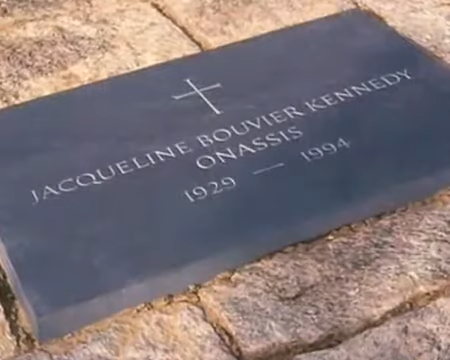 JACQUELINE BOUVIER KENNEDY
ONASSIS
1929 — 1994